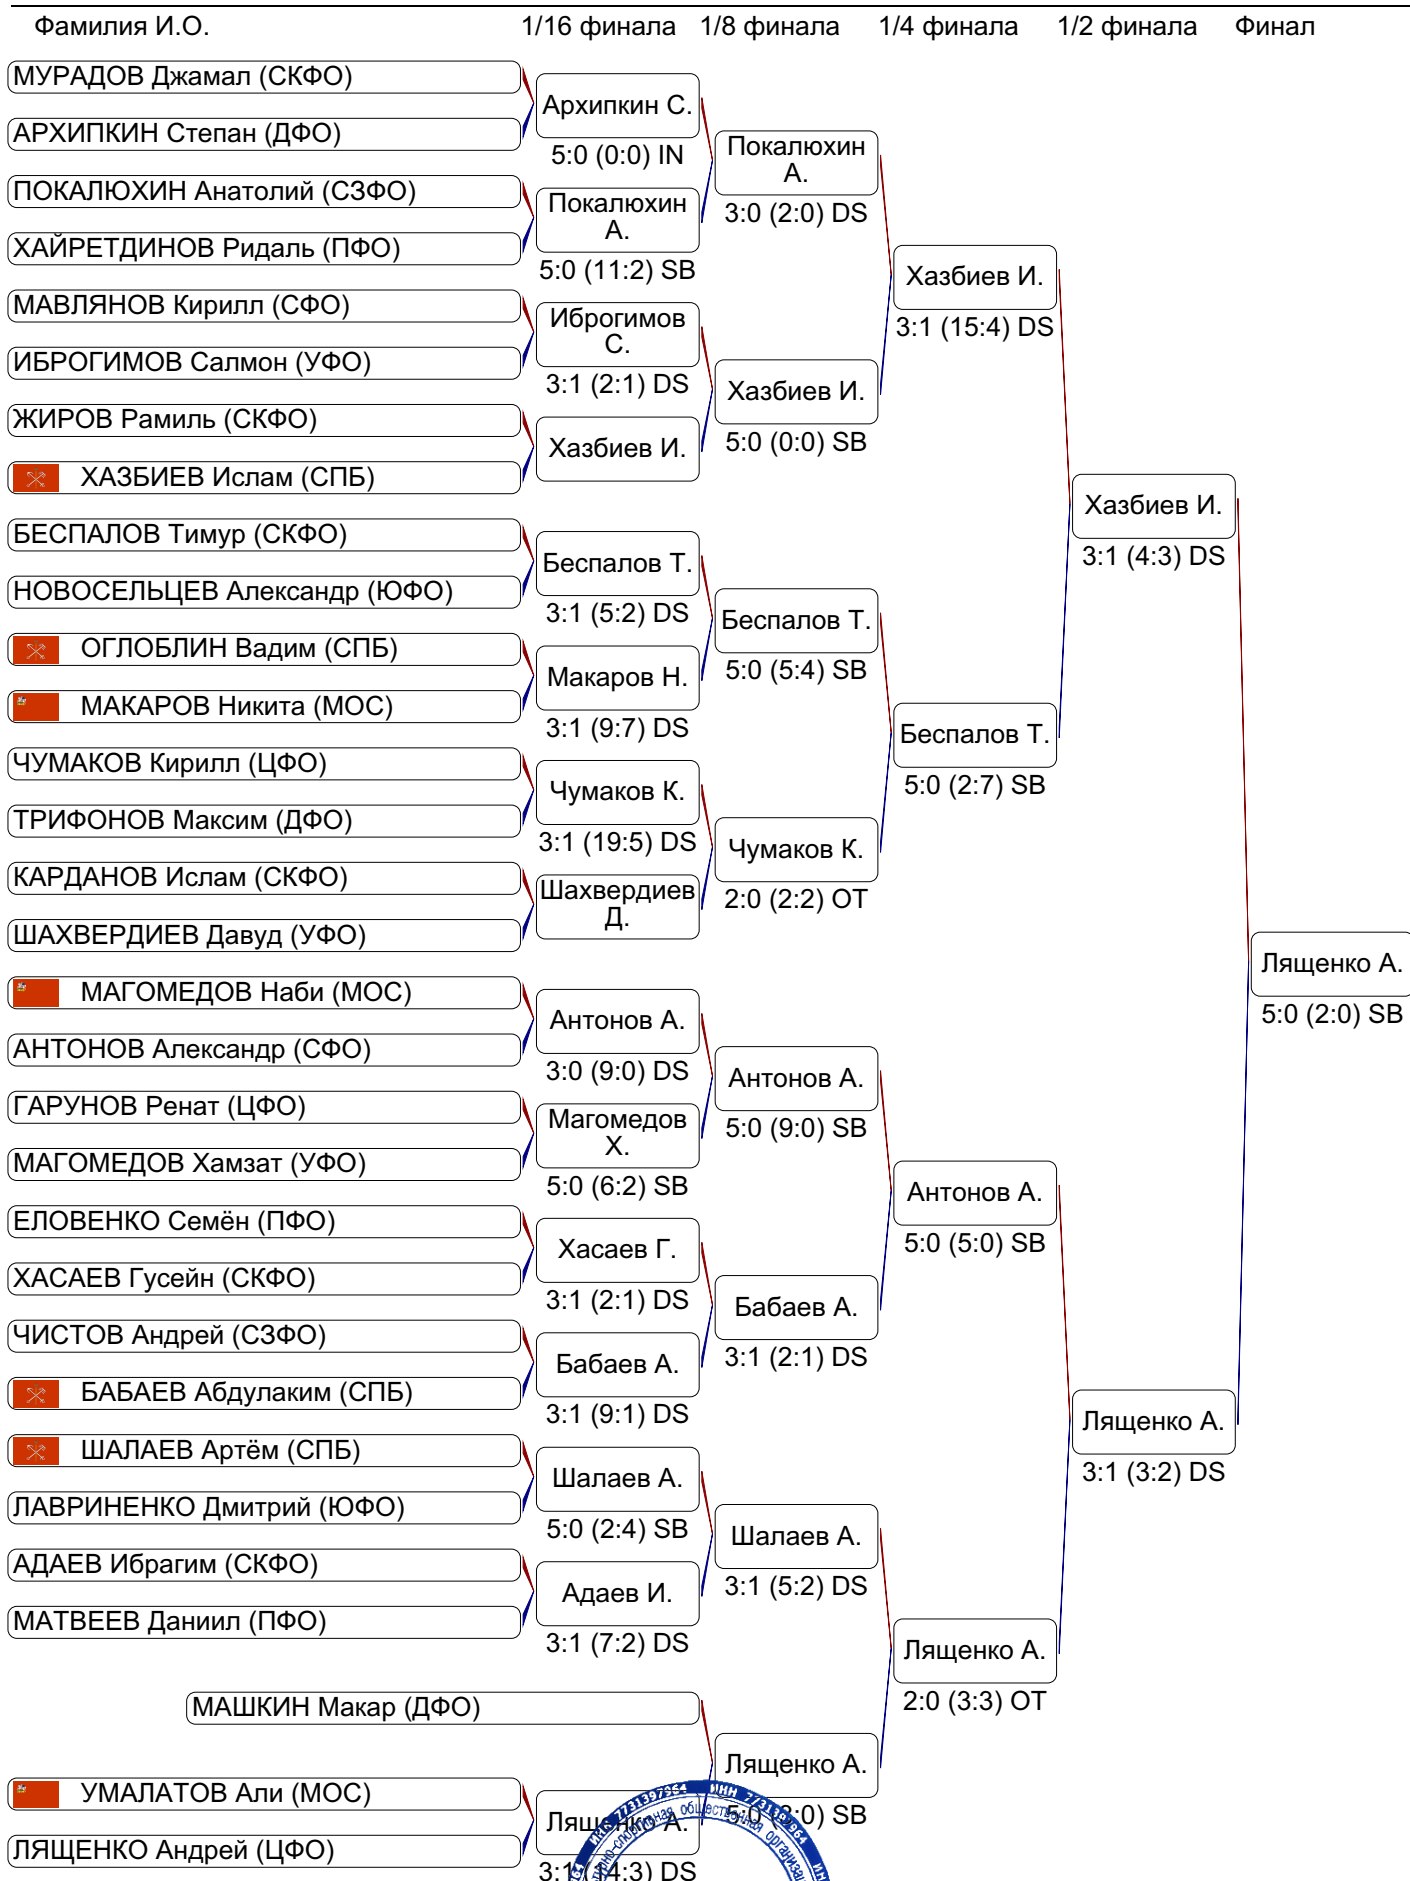 Фамилия И.О. 1/16 финала 1/8 финала 1/4 финала 1/2 финала Финал
МУРАДОВ Джамал (СКФО)
Архипкин С.
АРХИПКИН Степан (ДФО)
5:0 (0:0) IN
Покалюхин
А.
3:0 (2:0) DS
ПОКАЛЮХИН Анатолий (СЗФО)
Покалюхин
А.
ХАЙРЕТДИНОВ Ридаль (ПФО)
5:0 (11:2) SB
Хазбиев И.
3:1 (15:4) DS
МАВЛЯНОВ Кирилл (СФО)
Иброгимов
С.
ИБРОГИМОВ Салмон (УФО)
3:1 (2:1) DS
Хазбиев И.
5:0 (0:0) SB
ЖИРОВ Рамиль (СКФО)
Хазбиев И.
ХАЗБИЕВ Ислам (СПБ)
Хазбиев И.
3:1 (4:3) DS
БЕСПАЛОВ Тимур (СКФО)
Беспалов Т.
НОВОСЕЛЬЦЕВ Александр (ЮФО)
3:1 (5:2) DS
Беспалов Т.
5:0 (5:4) SB
ОГЛОБЛИН Вадим (СПБ)
Макаров Н.
МАКАРОВ Никита (МОС)
3:1 (9:7) DS
Беспалов Т.
5:0 (2:7) SB
ЧУМАКОВ Кирилл (ЦФО)
Чумаков К.
ТРИФОНОВ Максим (ДФО)
3:1 (19:5) DS
Чумаков К.
2:0 (2:2) OT
КАРДАНОВ Ислам (СКФО)
Шахвердиев
Д.
ШАХВЕРДИЕВ Давуд (УФО)
Лященко А.
5:0 (2:0) SB
МАГОМЕДОВ Наби (МОС)
Антонов А.
АНТОНОВ Александр (СФО)
3:0 (9:0) DS
Антонов А.
5:0 (9:0) SB
ГАРУНОВ Ренат (ЦФО)
Магомедов
Х.
МАГОМЕДОВ Хамзат (УФО)
5:0 (6:2) SB
Антонов А.
5:0 (5:0) SB
ЕЛОВЕНКО Семён (ПФО)
Хасаев Г.
ХАСАЕВ Гусейн (СКФО)
3:1 (2:1) DS
Бабаев А.
3:1 (2:1) DS
ЧИСТОВ Андрей (СЗФО)
Бабаев А.
БАБАЕВ Абдулаким (СПБ)
3:1 (9:1) DS
Лященко А.
3:1 (3:2) DS
ШАЛАЕВ Артём (СПБ)
Шалаев А.
ЛАВРИНЕНКО Дмитрий (ЮФО)
5:0 (2:4) SB
Шалаев А.
3:1 (5:2) DS
АДАЕВ Ибрагим (СКФО)
Адаев И.
МАТВЕЕВ Даниил (ПФО)
3:1 (7:2) DS
Лященко А.
2:0 (3:3) OT
МАШКИН Макар (ДФО)
Лященко А.
УМАЛАТОВ Али (МОС)
Лященко А.
ЛЯЩЕНКО Андрей (ЦФО)
ИНН 7731397964
общественная